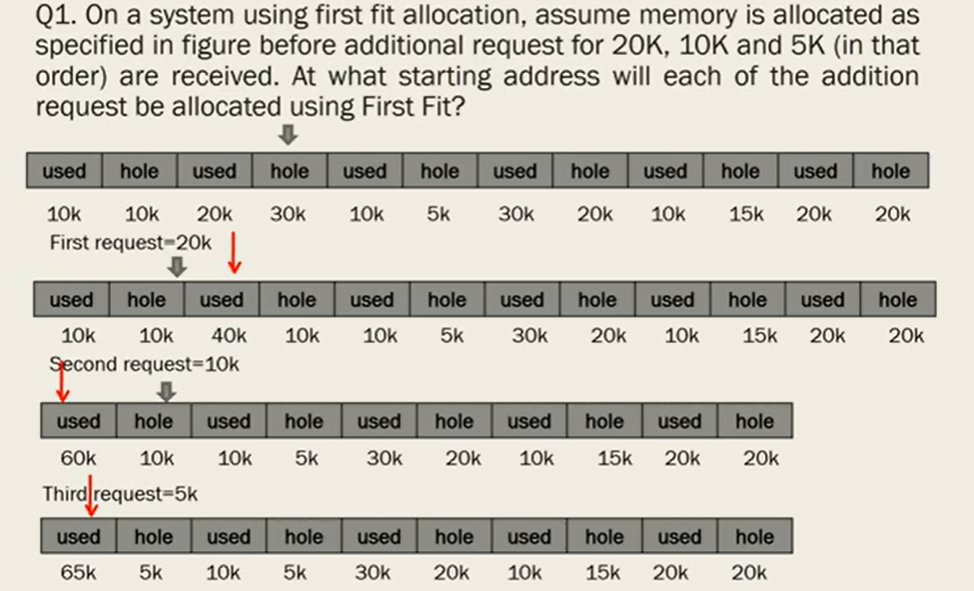 Q1. On a system using first fit allocation, assume memory is allocated as
specified in figure before additional request for 20K, 10K and 5K (in that
order) are received. At what starting address will each of the addition
request be allocated using First Fit?
used hole used hole used hole used hole used hole used hole
10k 10k 20k 30k 10k 5k 30k 20k 10k 15k 20k 20k
First request=20k
used hole used hole used hole used hole used hole used hole
10k 10k 40k 10k 10k 5k 30k 20k 10k 15k 20k 20k
Second request=10k
used hole used hole used hole used hole used hole
60k 10k 10k 5k 30k 20k 10k 15k 20k 20k
Third request=5k
used hole used hole used hole used hole used hole
65k 5k 10k 5k 30k 20k 10k 15k 20k 20k